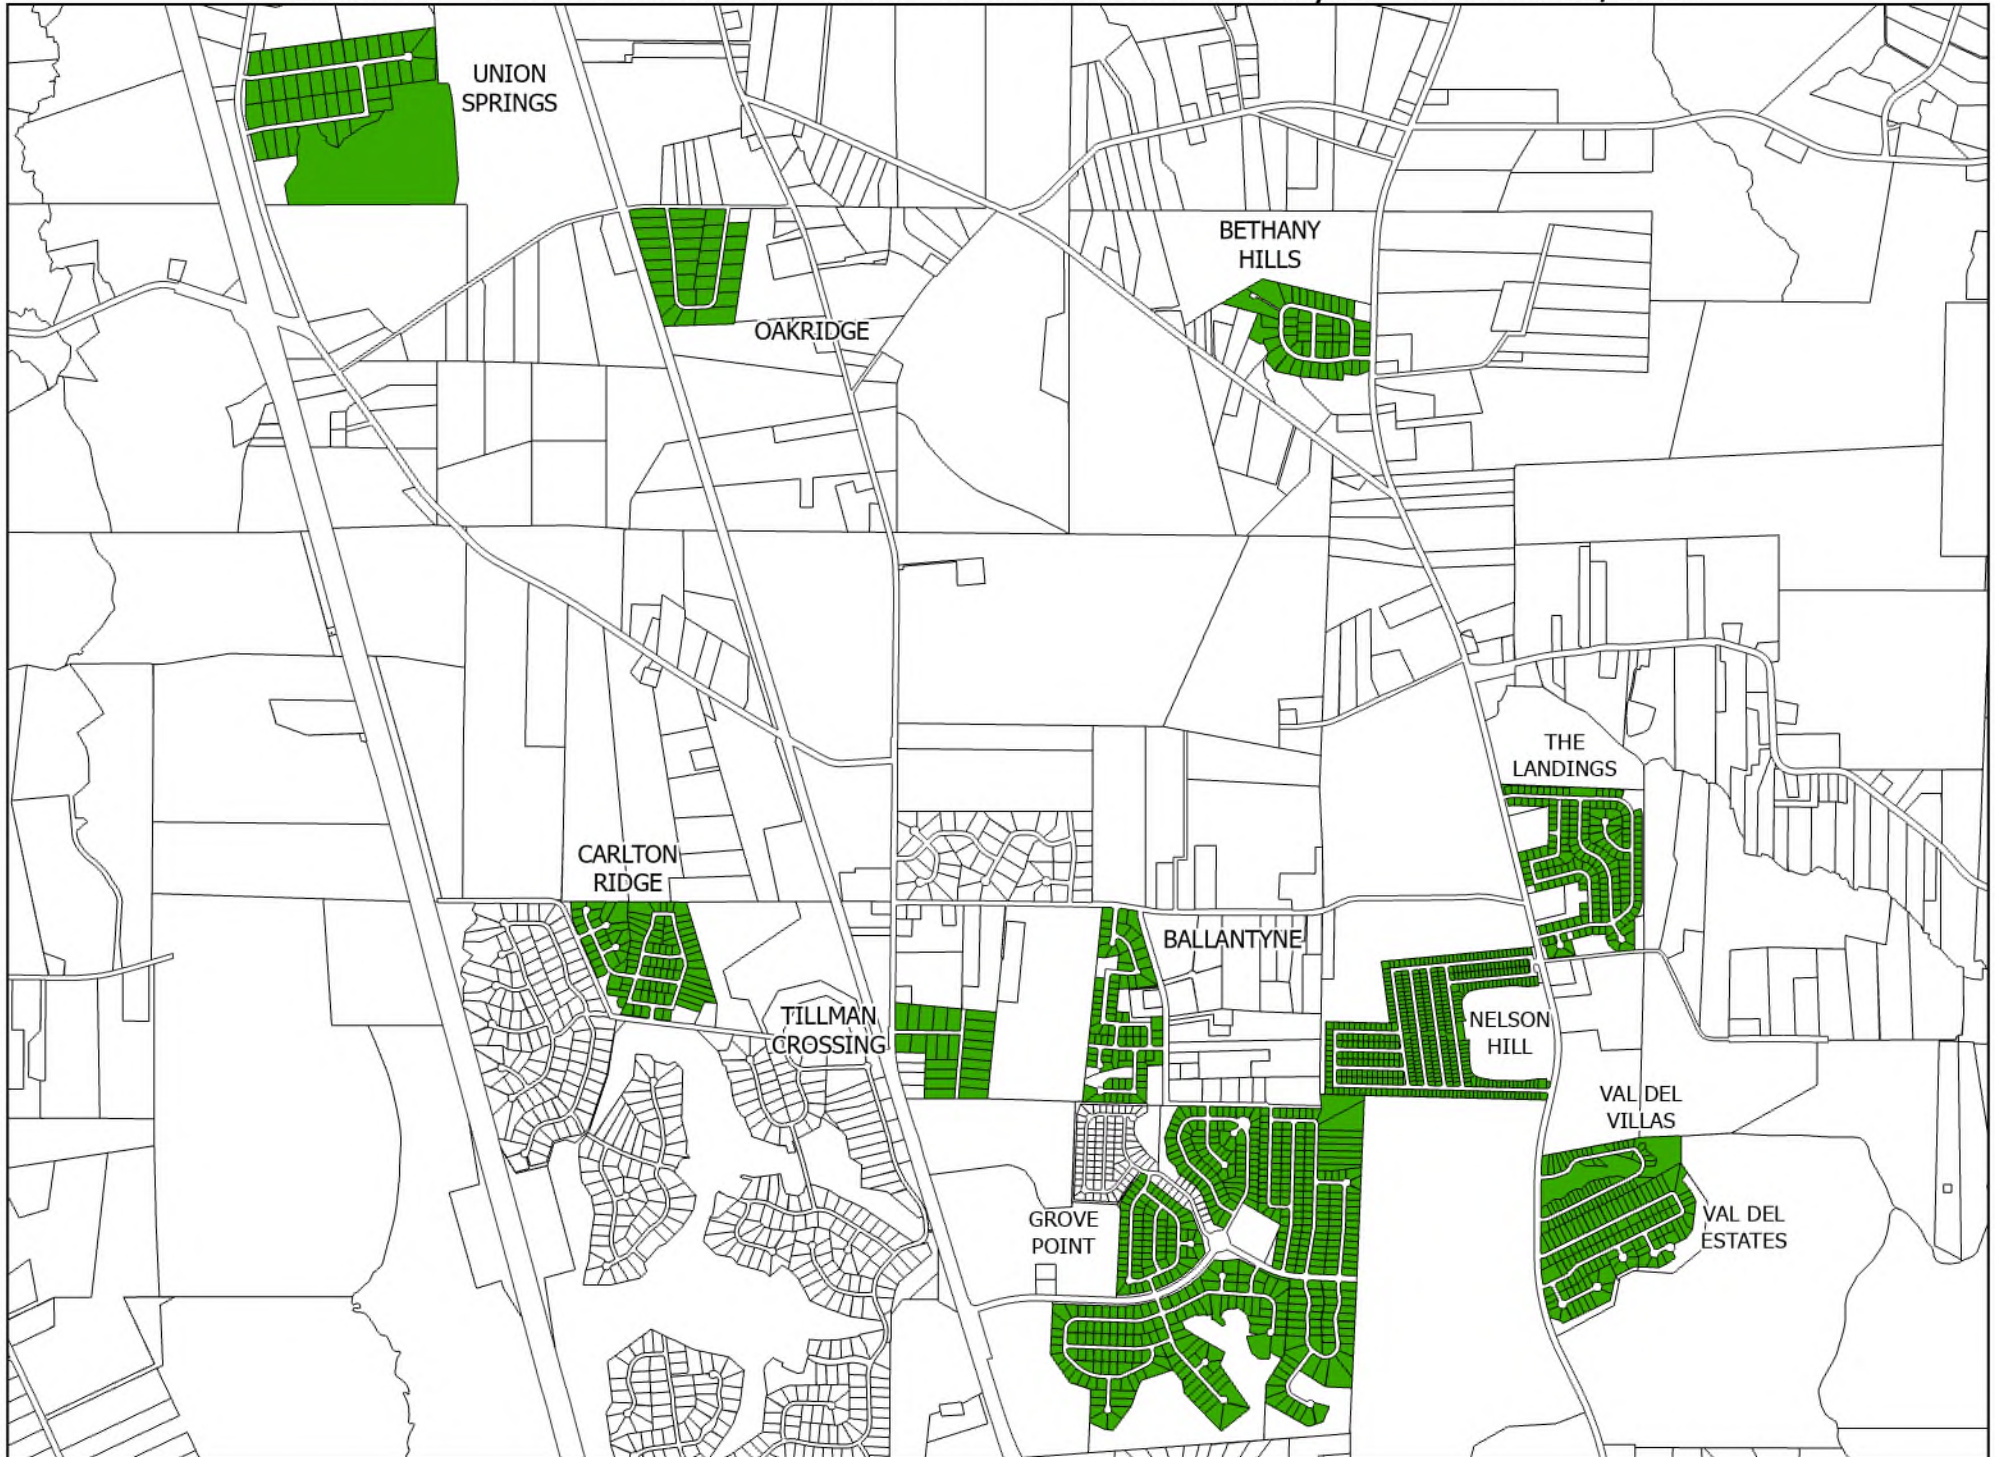 UNION
SPRINGS
BETHANY
HILLS
OAKRIDGE
THE
LANDINGS
CARLTON
RIDGE
BALLANTYNE
TILLMAN
CROSSING
NELSON
HILL
VAL DEL
VILLAS
GROVE
POINT
VAL DEL
ESTATES